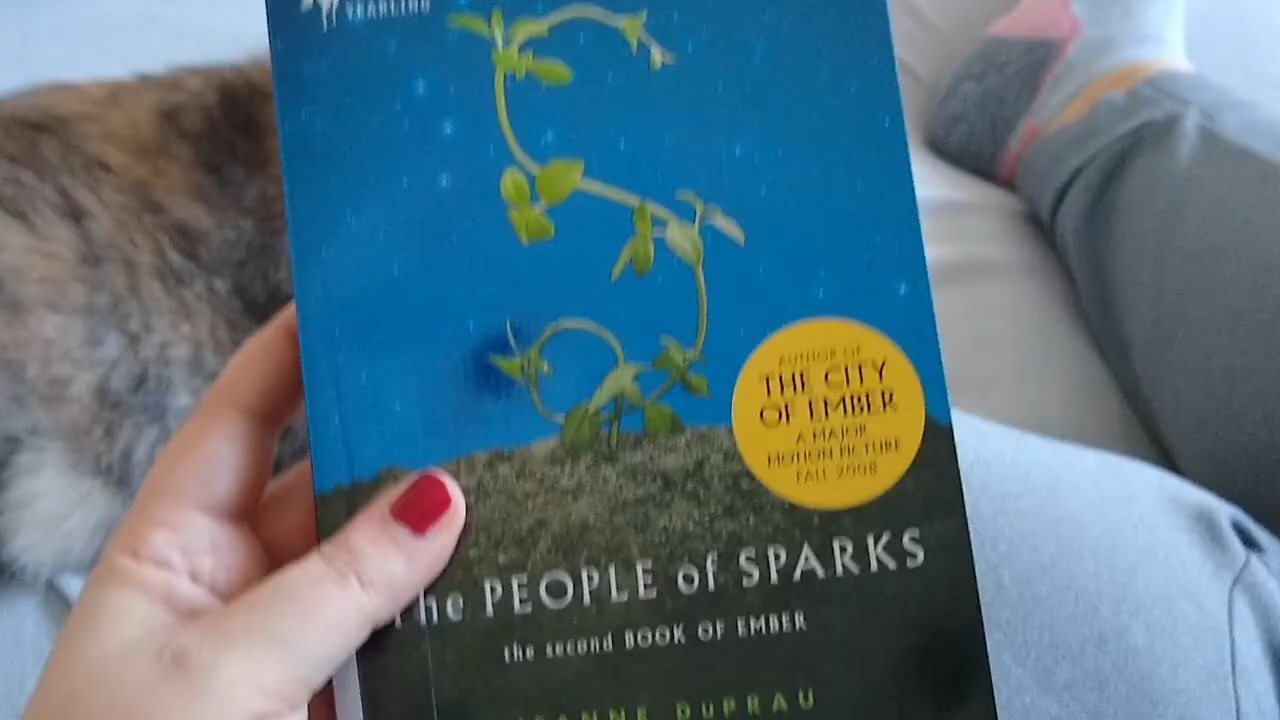 YEARLING
AUTHOR OF
THE CITY
OF EMBER
A MAJOR
MOTION PICTURE
FALL 2008
The PEOPLE of SPARKS
the second BOOK OF EMBER
JEANNE DUPRAU